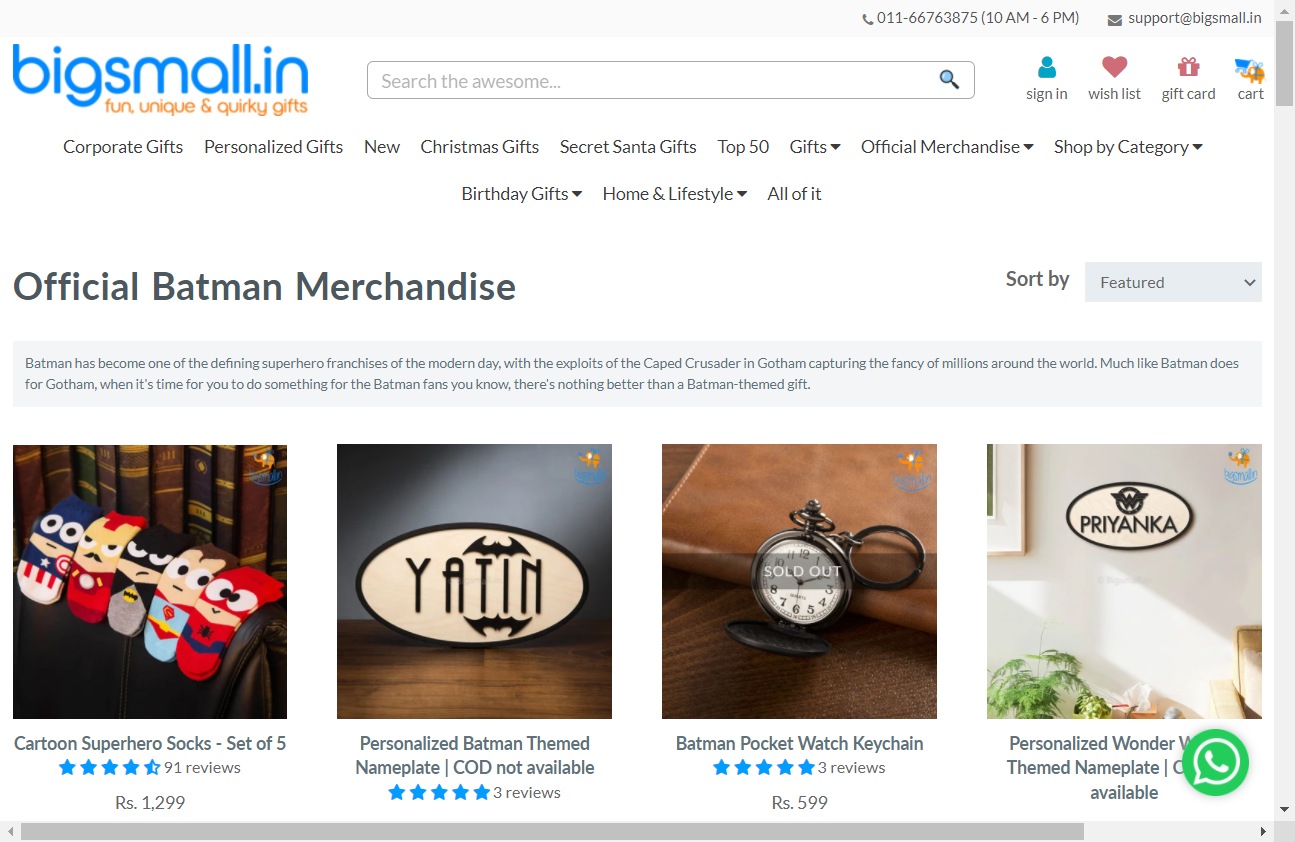 011-66763875 (10 AM - 6 PM)
support@bigsmall.in
bigsmall.in
fun, unique & quirky gifts
Search the awesome...
sign in
wish list
gift card
cart
Corporate Gifts
Personalized Gifts
New
Christmas Gifts
Secret Santa Gifts
Top 50
Gifts
Official Merchandise
Shop by Category
Birthday Gifts
Home & Lifestyle
All of it
Official Batman Merchandise
Sort by
Featured
Batman has become one of the defining superhero franchises of the modern day, with the exploits of the Caped Crusader in Gotham capturing the fancy of millions around the world. Much like Batman does
for Gotham, when it's time for you to do something for the Batman fans you know, there's nothing better than a Batman-themed gift.
YATIN
SOLD OUT
PRIYANKA
Cartoon Superhero Socks - Set of 5
91 reviews
Rs. 1,299
Personalized Batman Themed
Nameplate | COD not available
3 reviews
Batman Pocket Watch Keychain
3 reviews
Rs. 599
Personalized Wonder W
Themed Nameplate | C
available